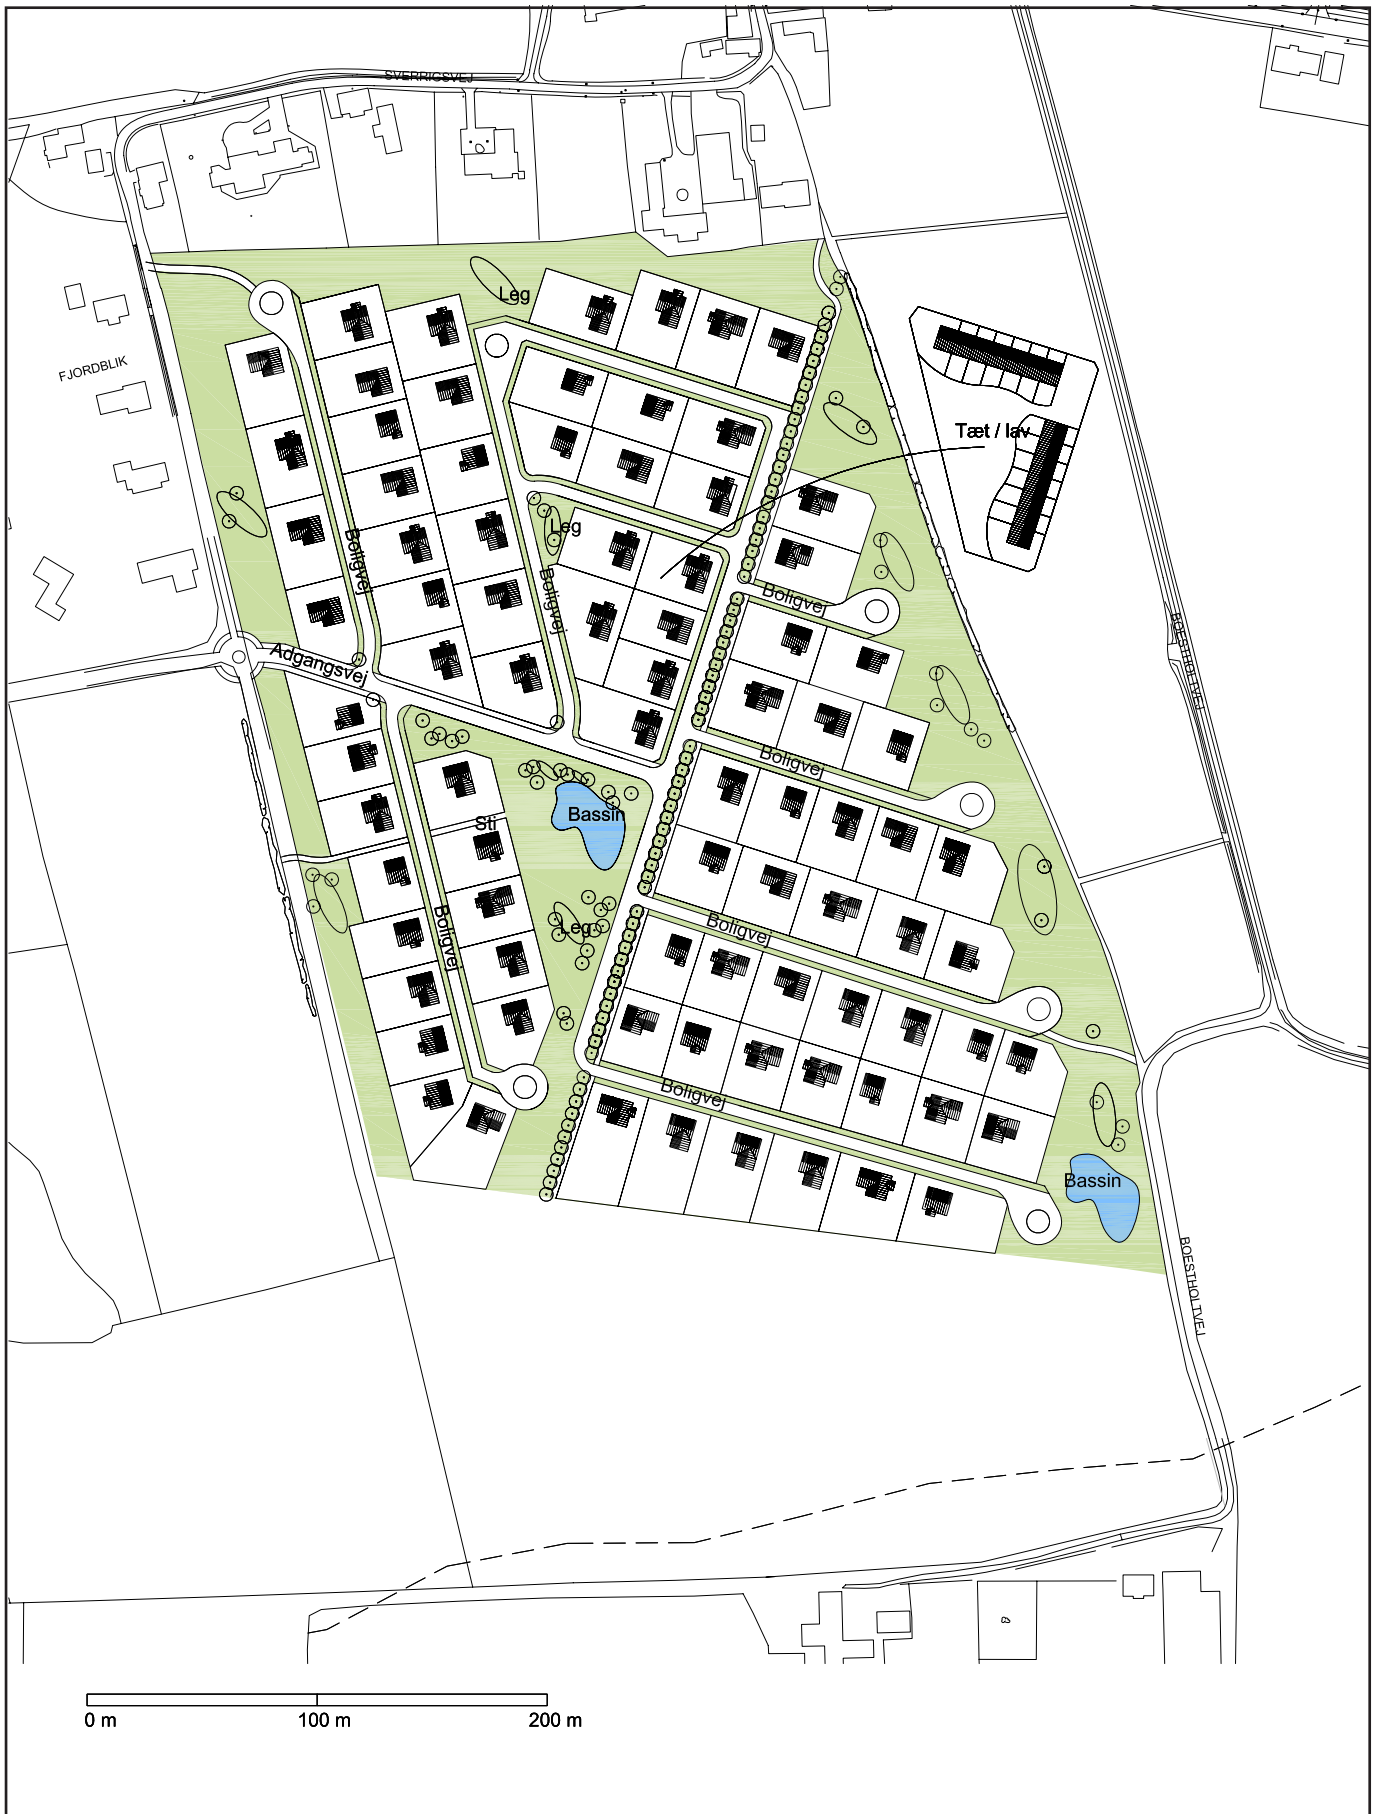 SVERRIGSVEJ
Leg
FJORDBLIK
Tæt / lav
Leg
Boligvej
Boligvej
Boligvej
BOESTHOLTVEJ
Adgangsvej
Boligvej
Bassin
Sti
Boligvej
Leg
Boligvej
Boligvej
Bassin
BOESTHOLTVEJ
0 m
100 m
200 m